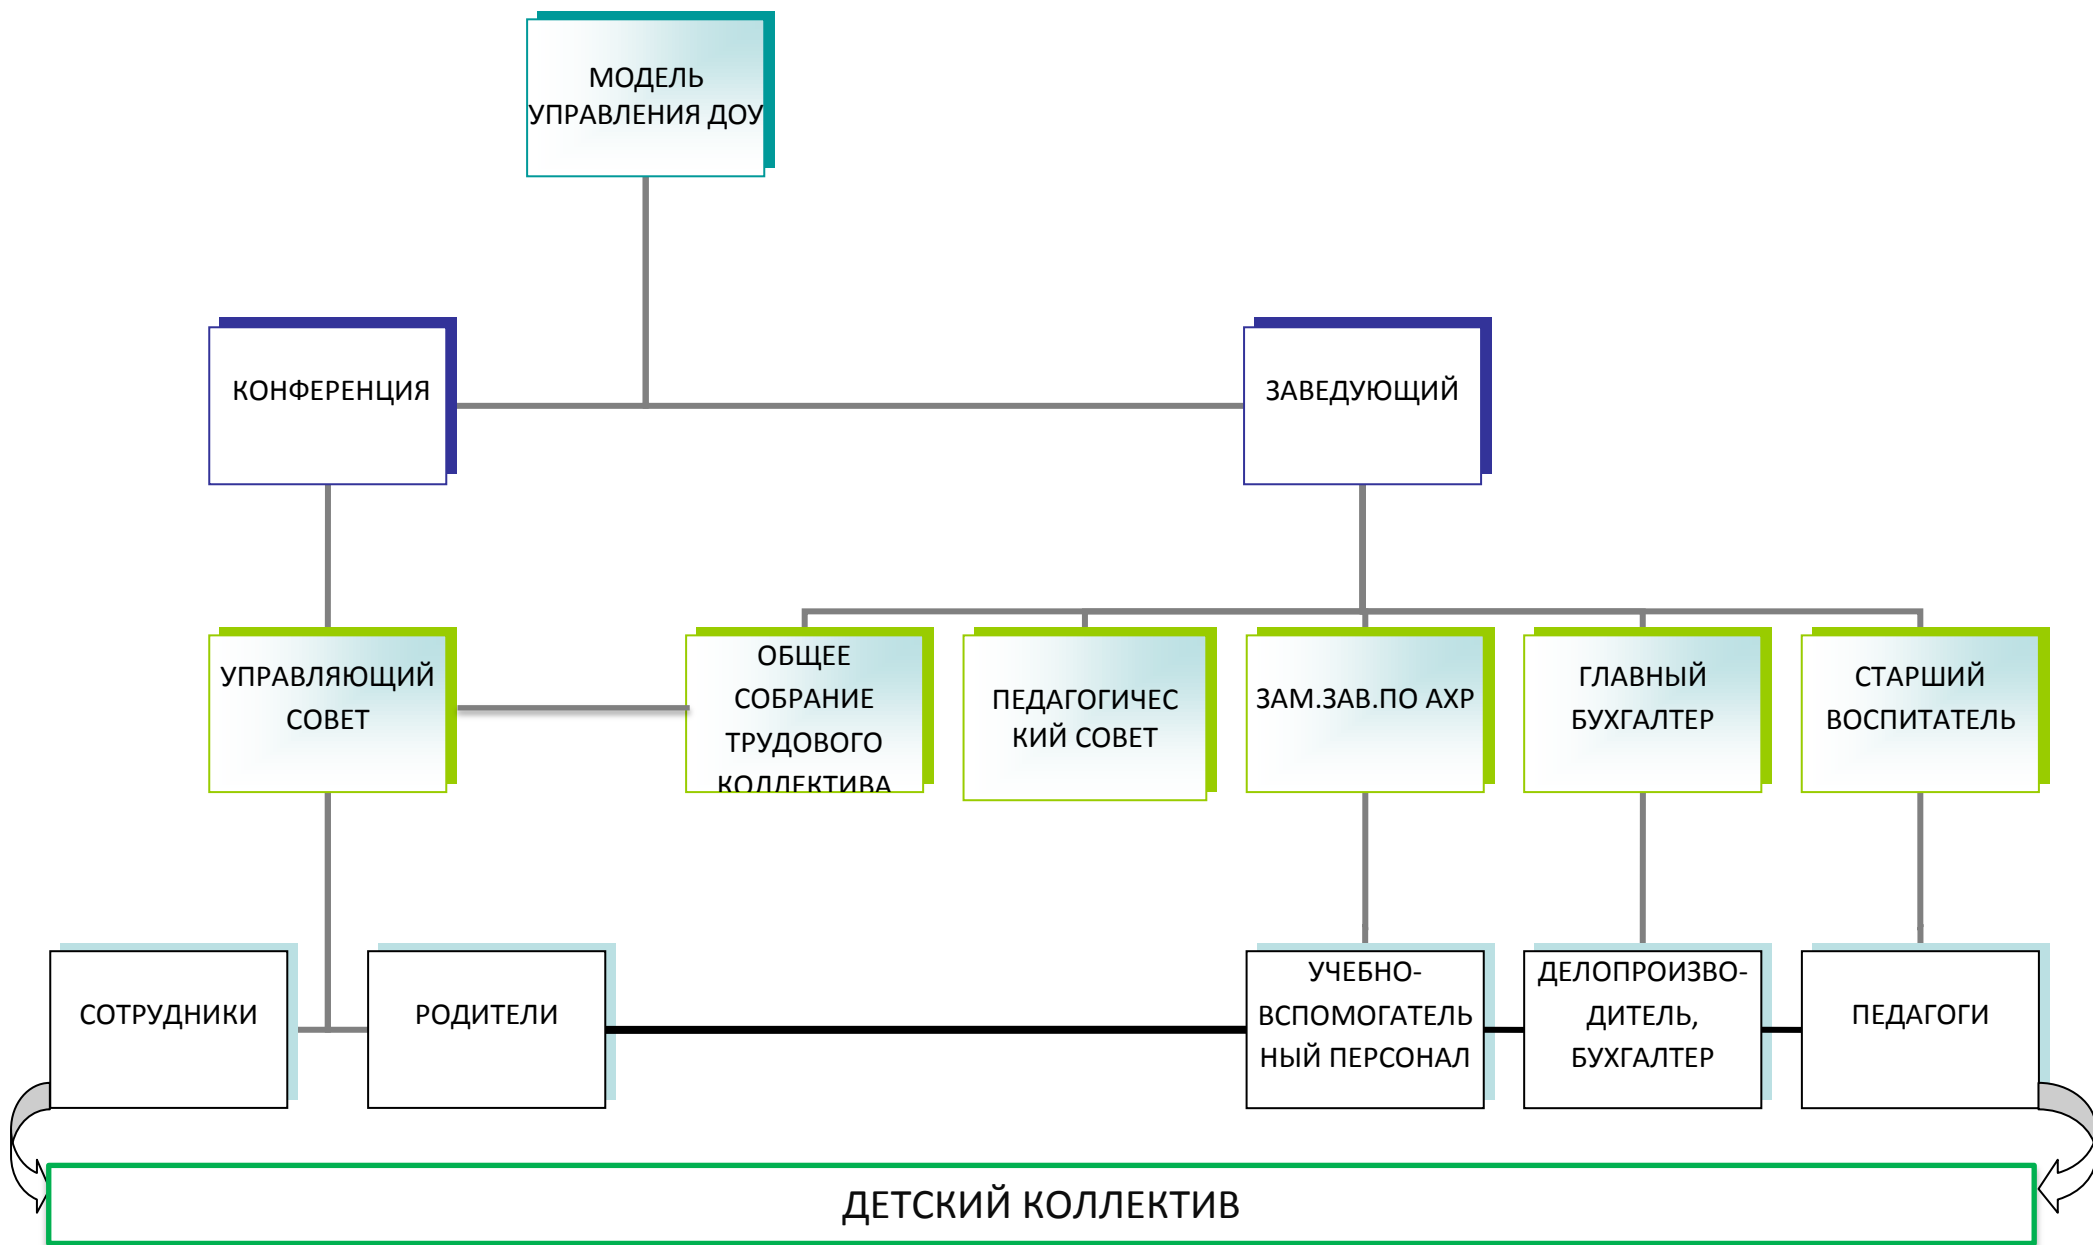 МОДЕЛЬ
УПРАВЛЕНИЯ ДОУ
КОНФЕРЕНЦИЯ
ЗАВЕДУЮЩИЙ
УПРАВЛЯЮЩИЙ
СОВЕТ
ОБЩЕЕ
СОБРАНИЕ
ТРУДОВОГО
КОЛЛЕКТИВА
ПЕДАГОГИЧЕС
КИЙ СОВЕТ
ЗАМ.ЗАВ.ПО АХР
ГЛАВНЫЙ
БУХГАЛТЕР
СТАРШИЙ
ВОСПИТАТЕЛЬ
СОТРУДНИКИ
РОДИТЕЛИ
УЧЕБНО-
ВСПОМОГАТЕЛЬ
НЫЙ ПЕРСОНАЛ
ДЕЛОПРОИЗВО-
ДИТЕЛЬ,
БУХГАЛТЕР
ПЕДАГОГИ
ДЕТСКИЙ КОЛЛЕКТИВ